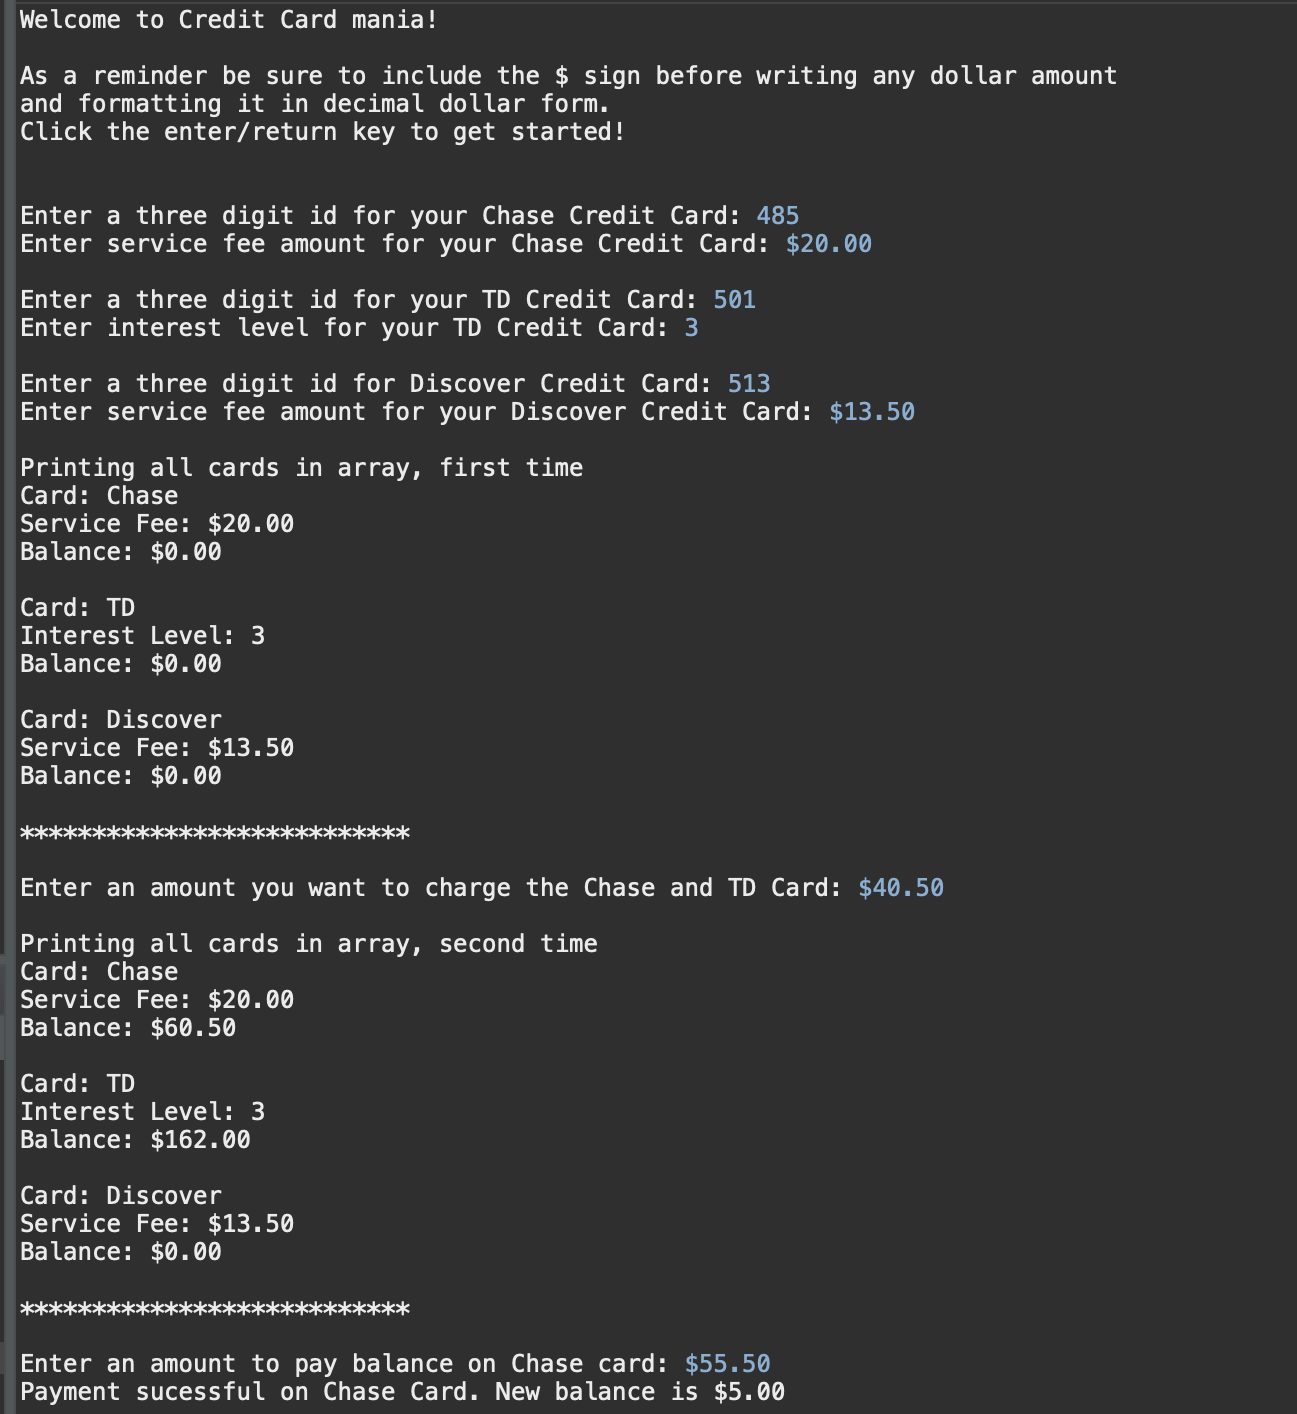 Welcome to Credit Card mania!
As a reminder be sure to include the $ sign before writing any dollar amount
and formatting it in decimal dollar form.
Click the enter/return key to get started!
Enter a three digit id for your Chase Credit Card: 485
Enter service fee amount for your Chase Credit Card: $20.00
Enter a three digit id for your TD Credit Card: 501
Enter interest level for your TD Credit Card: 3
Enter a three digit id for Discover Credit Card: 513
Enter service fee amount for your Discover Credit Card: $13.50
Printing all cards in array, first time
Card: Chase
Service Fee: $20.00
Balance: $0.00
Card: TD
Interest Level: 3
Balance: $0.00
Card: Discover
Service Fee: $13.50
Balance: $0.00
***************************
Enter an amount you want to charge the Chase and TD Card: $40.50
Printing all cards in array, second time
Card: Chase
Service Fee: $20.00
Balance: $60.50
Card: TD
Interest Level: 3
Balance: $162.00
Card: Discover
Service Fee: $13.50
Balance: $0.00
***************************
Enter an amount to pay balance on Chase card: $55.50
Payment sucessful on Chase Card. New balance is $5.00